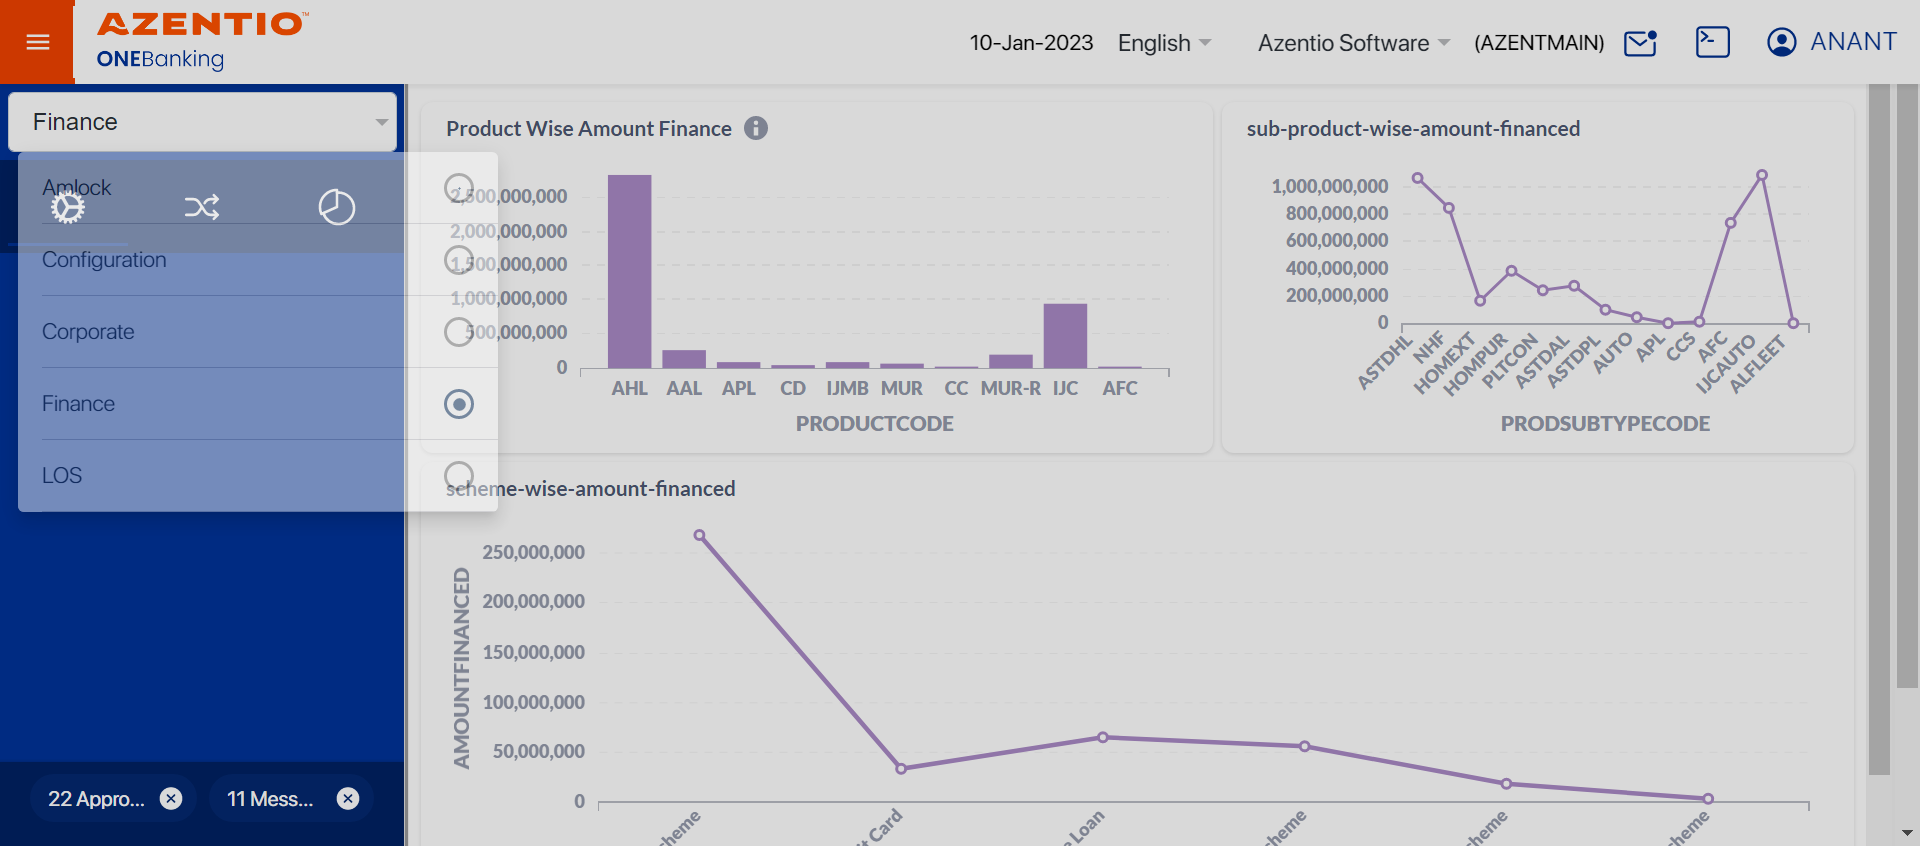 AZENTIO™
ONEBanking
10-Jan-2023
English
Azentio Software
(AZENTMAIN)
ANANT
Finance
Amlock
Configuration
Corporate
Finance
LOS
22 Appro...
11 Mess...
Product Wise Amount Finance
2,500,000,000
2,000,000,000
1,500,000,000
1,000,000,000
500,000,000
0
AHL AAL APL CD IJMB MUR CC MUR-R IJC AFC
PRODUCTCODE
sub-product-wise-amount-financed
1,000,000,000
800,000,000
600,000,000
400,000,000
200,000,000
0
ASTDHL NHF HOMEXT HOMPUR PLTCON ASTDAL ASTDPL AUTO APL CCS AFC IJCAUTO ALFLEET
PRODSUBTYPECODE
scheme-wise-amount-financed
AMOUNTFINANCED
250,000,000
200,000,000
150,000,000
100,000,000
50,000,000
0
Card
Loan